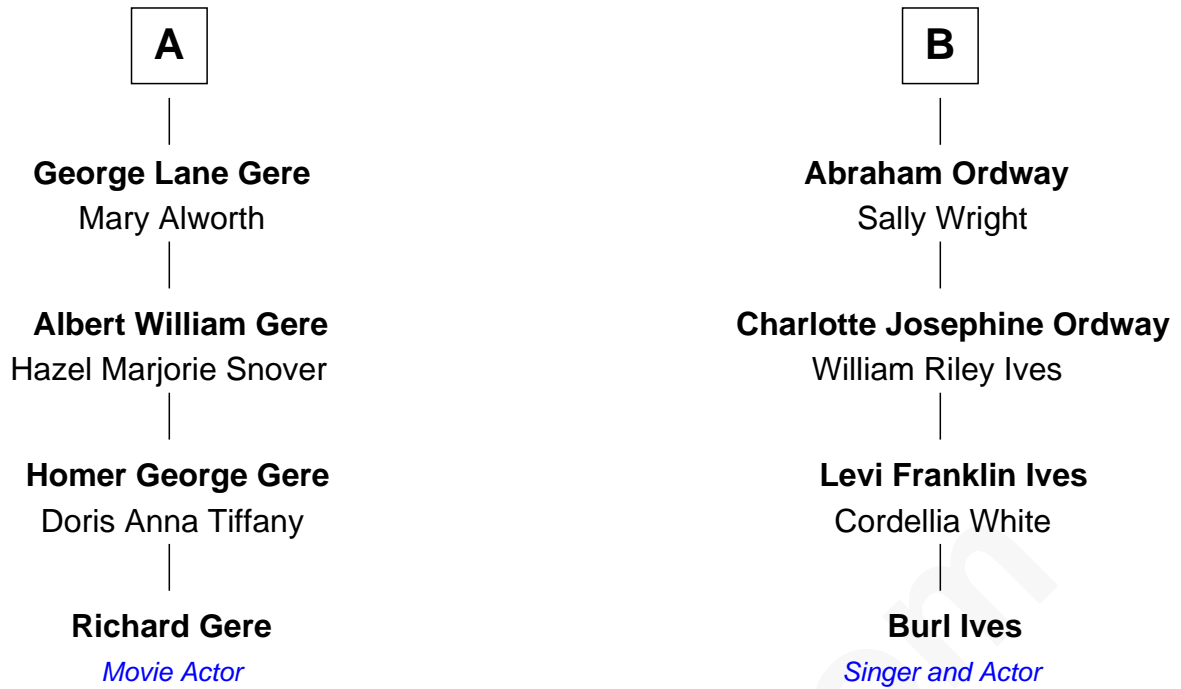 A
George Lane Gere
Mary Alworth
Albert William Gere
Hazel Marjorie Snover
Homer George Gere
Doris Anna Tiffany
Richard Gere
Movie Actor
B
Abraham Ordway
Sally Wright
Charlotte Josephine Ordway
William Riley Ives
Levi Franklin Ives
Cordellia White
Burl Ives
Singer and Actor